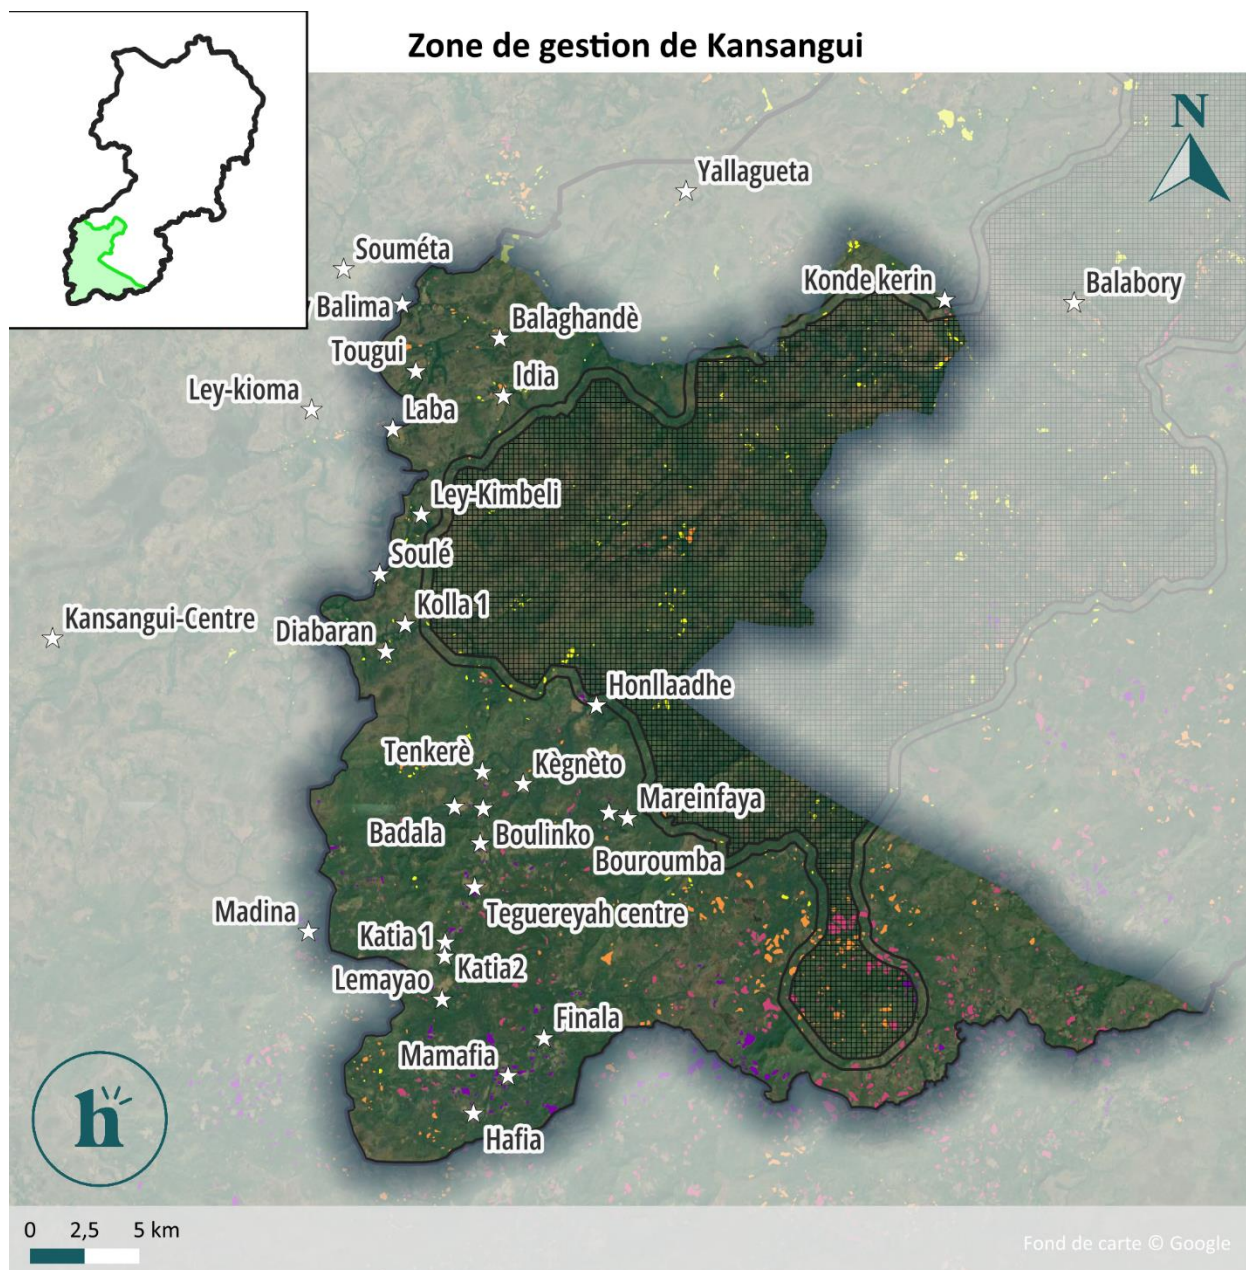 Zone de gestion de Kansangui
N
Yallagueta
Souméta
Konde kerin
Balabory
Balima
Balaghandè
Tougui
Idia
Ley-kioma
Laba
Ley-Kimbeli
Soulé
Kansangui-Centre
Kolla 1
Diabaran
Honllaadhe
Tenkerè
Kègnèto
Mareinfaya
Badala
Boulinko
Bouroumba
Madina
Teguereyah centre
Katia 1
Katia2
Lemayao
Finala
Mamafia
Hafia
h
0 2,5 5 km
Fond de carte © Google